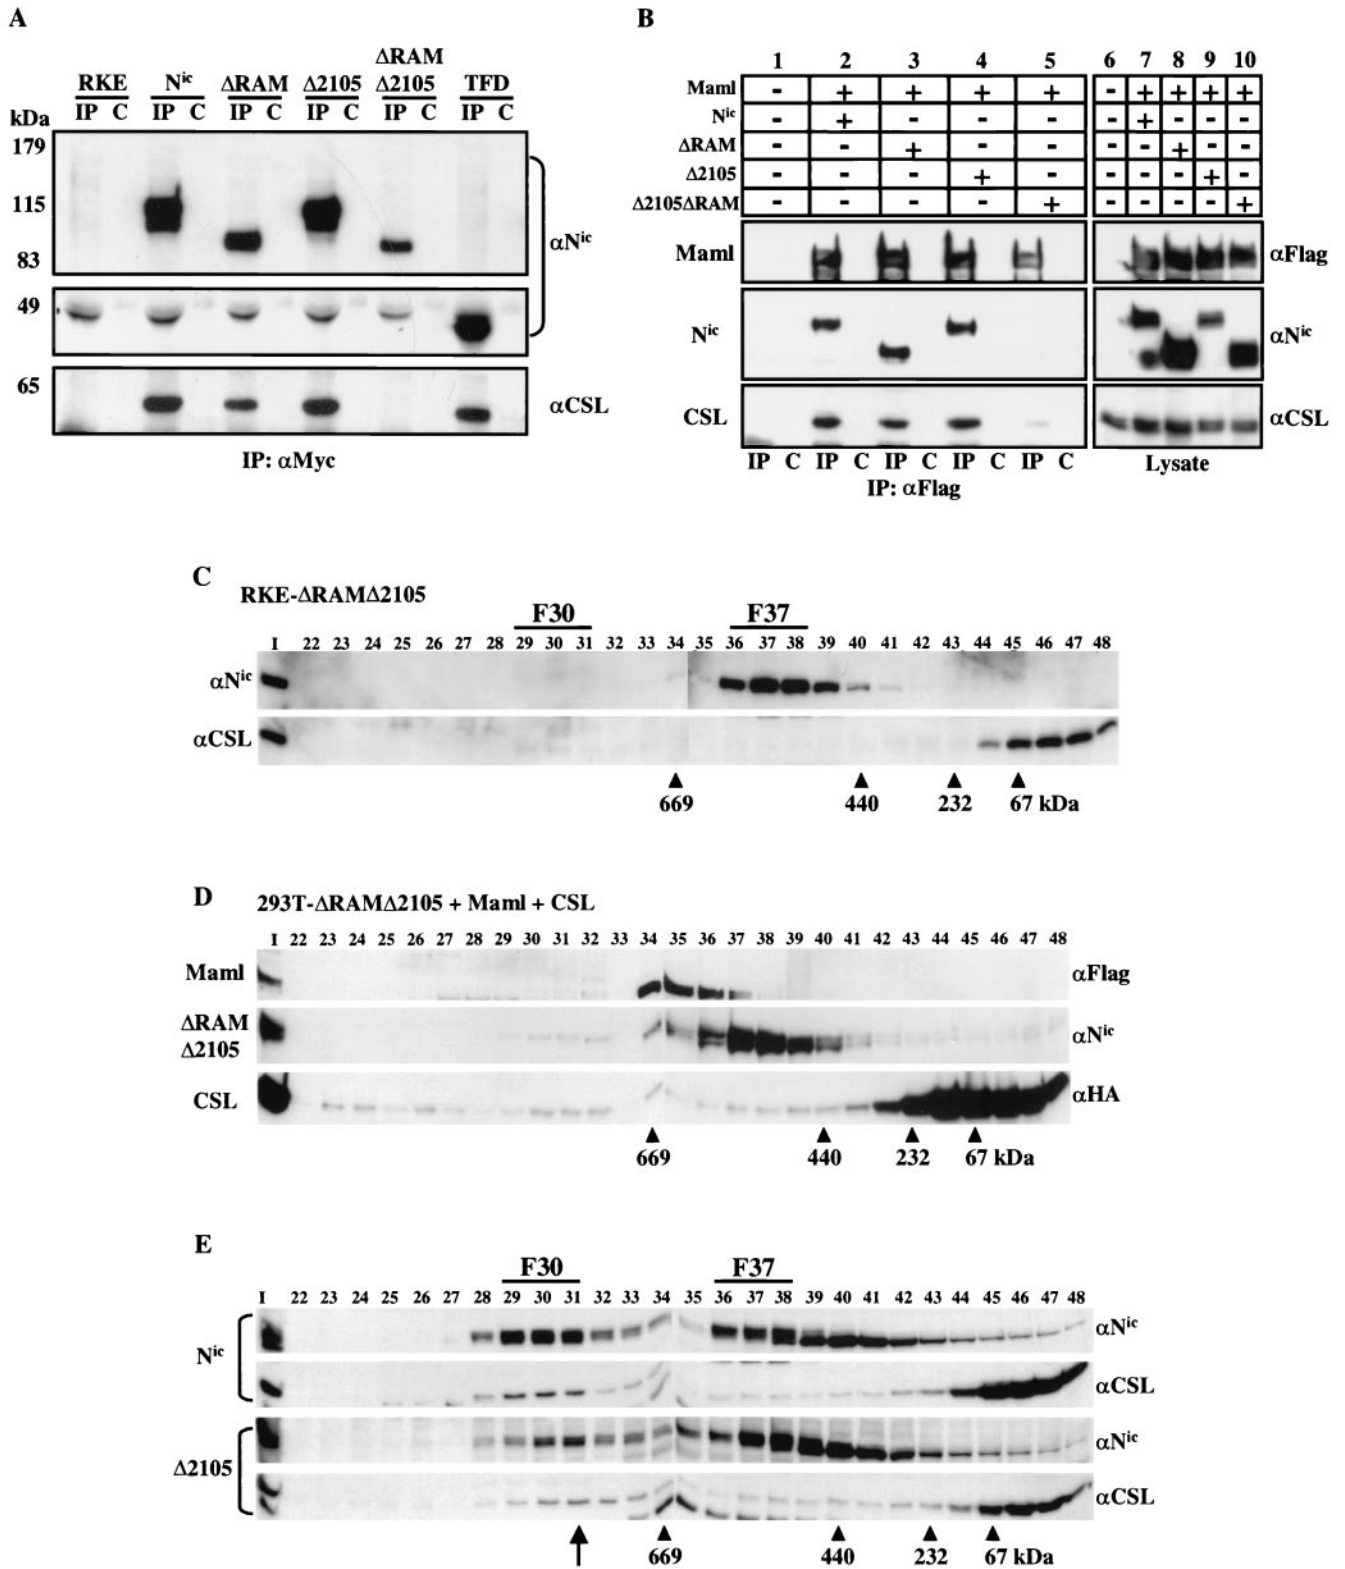 A
RKE N^ic ΔRAM Δ2105 ΔRAM Δ2105 TFD
kDa IP C IP C IP C IP C IP C IP C
179
115
83
αN^ic
49
65
αCSL
IP: αMyc
B
1 2 3 4 5 6 7 8 9 10
Maml - + + + + - + + + +
N^ic - + - - - - + - - -
ΔRAM - - + - - - - + - -
Δ2105 - - - + - - - - + -
Δ2105ΔRAM - - - - + - - - - +
Maml αFlag
N^ic αN^ic
CSL αCSL
IP C IP C IP C IP C IP C Lysate
IP: αFlag
C
RKE-ΔRAMΔ2105
F30 F37
I 22 23 24 25 26 27 28 29 30 31 32 33 34 35 36 37 38 39 40 41 42 43 44 45 46 47 48
αN^ic
αCSL
669 440 232 67 kDa
D
293T-ΔRAMΔ2105 + Maml + CSL
I 22 23 24 25 26 27 28 29 30 31 32 33 34 35 36 37 38 39 40 41 42 43 44 45 46 47 48
Maml αFlag
ΔRAM
Δ2105 αN^ic
CSL αHA
669 440 232 67 kDa
E
F30 F37
I 22 23 24 25 26 27 28 29 30 31 32 33 34 35 36 37 38 39 40 41 42 43 44 45 46 47 48
αN^ic
N^ic
αCSL
αN^ic
Δ2105
αCSL
669 440 232 67 kDa